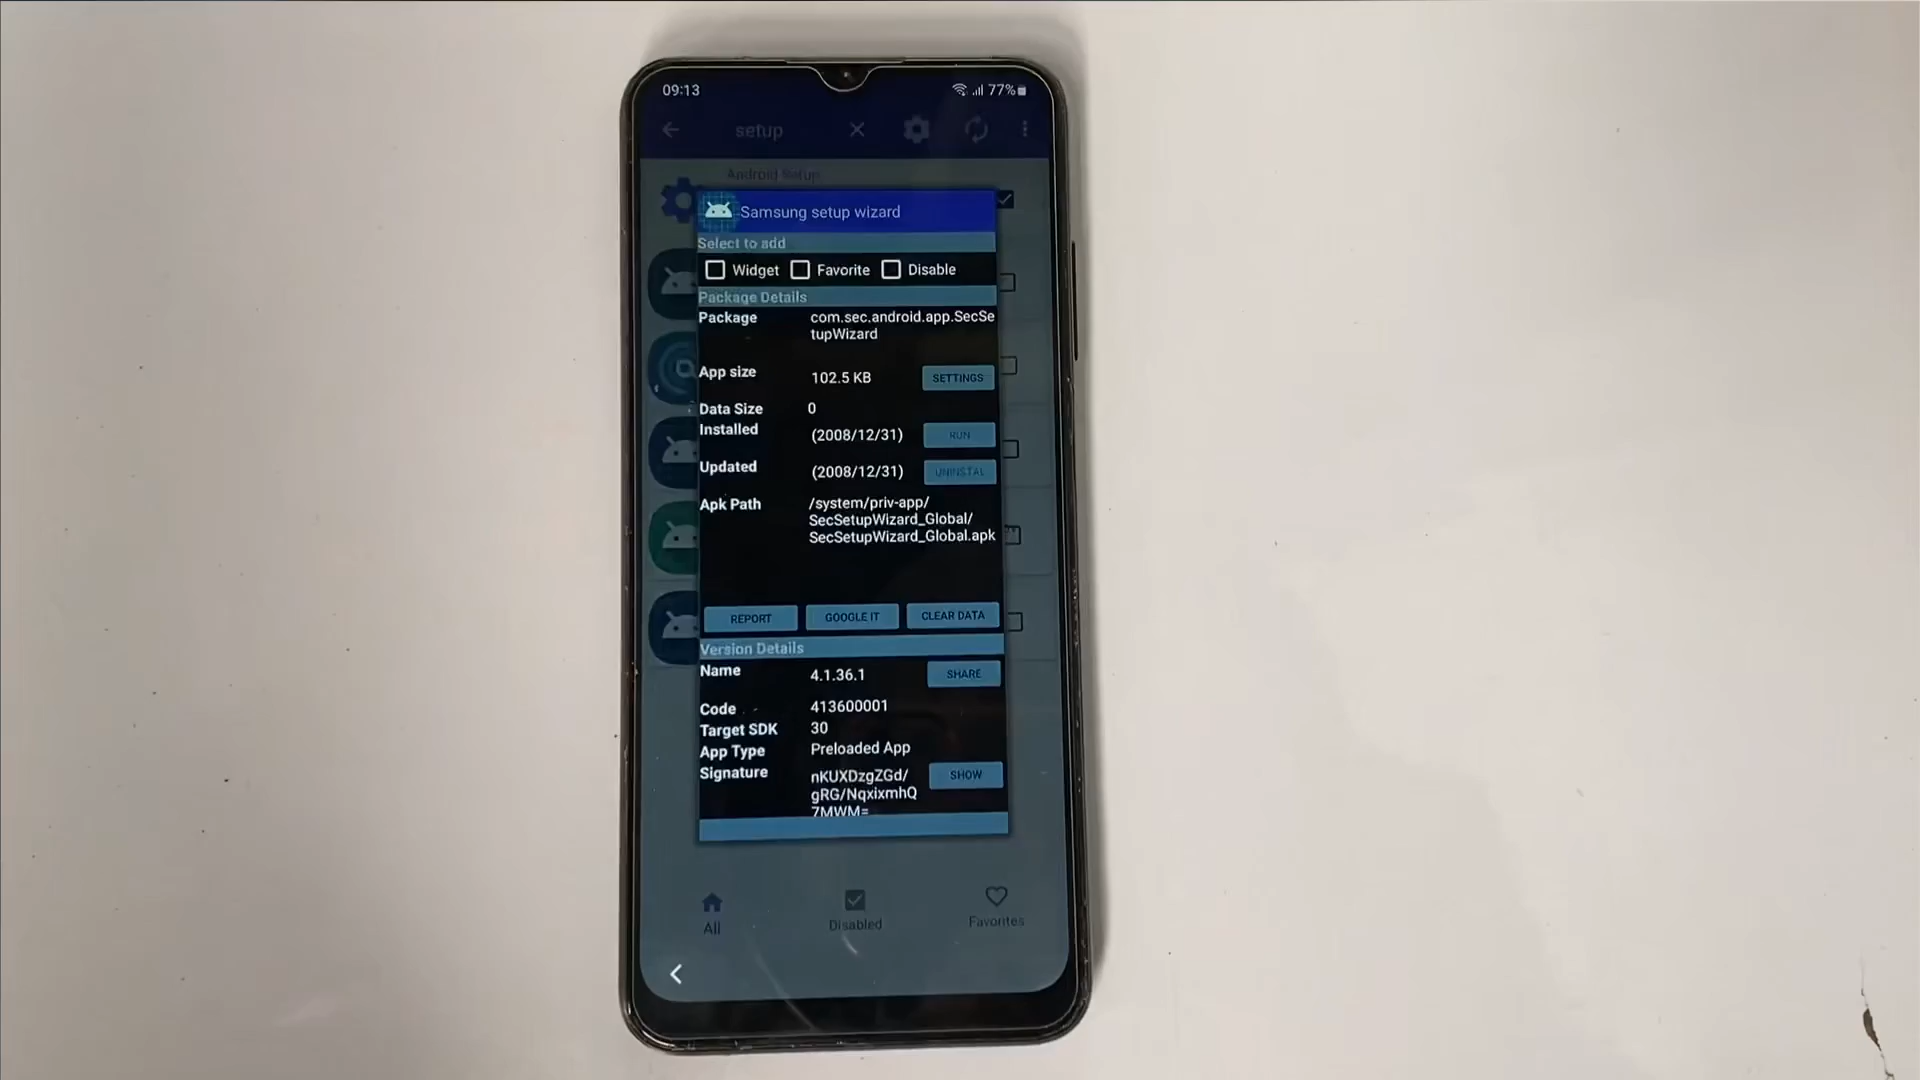 09:13
77%
setup
Android Setup
Samsung setup wizard
Select to add
Widget Favorite Disable
Package Details
Package com.sec.android.app.SecSe
tupWizard
App size 102.5 KB SETTINGS
Data Size 0
Installed (2008/12/31) RUN
Updated (2008/12/31) UNINSTAL
Apk Path /system/priv-app/
SecSetupWizard_Global/
SecSetupWizard_Global.apk
REPORT GOOGLE IT CLEAR DATA
Version Details
Name 4.1.36.1 SHARE
Code 413600001
Target SDK 30
App Type Preloaded App
Signature nKUXDzgZGd/ SHOW
gRG/NqxixmhQ
7MWM=
All Disabled Favorites